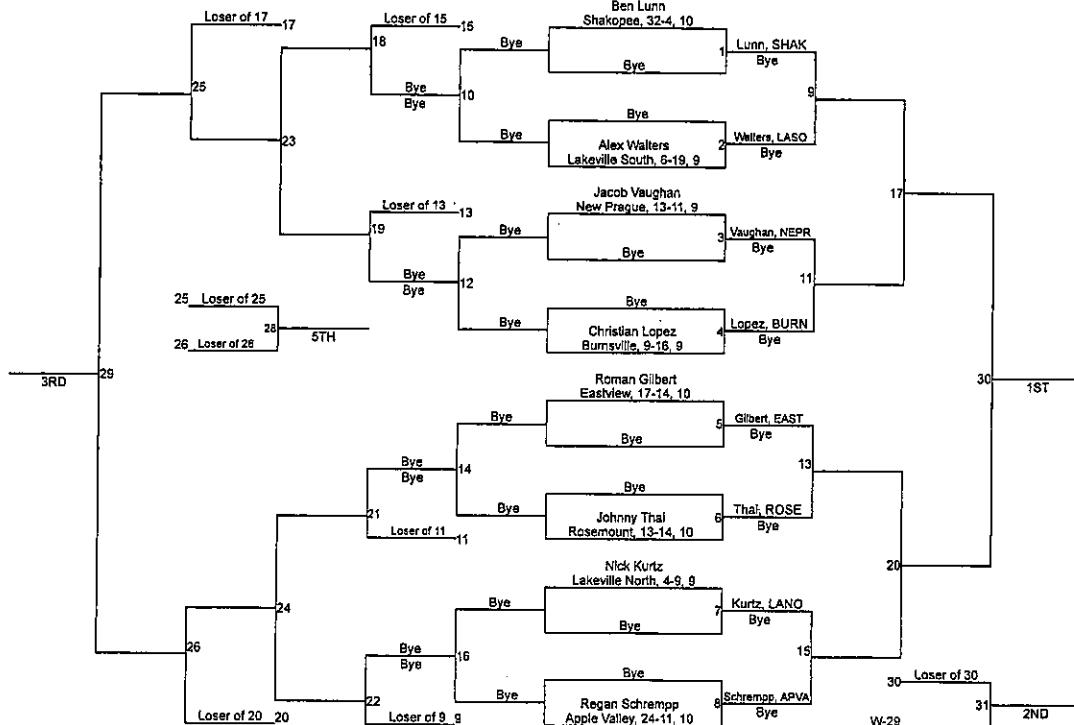 Ben Lunn
Shakopee, 32-4, 10
Loser of 17 17
Loser of 15 15
18
Bye
1 Lunn, SHAK
Bye
Bye
25
Bye
Bye
10
9
Bye
Bye
23
Alex Walters
Lakeville South, 6-19, 9
2 Walters, LASO
Bye
Jacob Vaughan
New Prague, 13-11, 9
17
Loser of 13 13
19
Bye
3 Vaughan, NEPR
Bye
Bye
Bye
Bye
12
11
25 Loser of 25
Bye
Bye
28
5TH
Christian Lopez
Burnsville, 9-16, 9
4 Lopez, BURN
Bye
26 Loser of 26
3RD
29
Roman Gilbert
Eastview, 17-14, 10
30
1ST
Bye
5 Gilbert, EAST
Bye
Bye
Bye
Bye
14
13
Bye
Bye
21
Johnny Thai
Rosemount, 13-14, 10
6 Thai, ROSE
Bye
Loser of 11 11
Nick Kurtz
Lakeville North, 4-9, 9
20
24
Bye
7 Kurtz, LANO
Bye
Bye
26
Bye
Bye
16
15
Bye
Bye
22
Regan Schrempp
Apple Valley, 24-11, 10
8 Schrempp, APVA
Bye
30 Loser of 30
31
2ND
Loser of 20 20
Loser of 9 9
W-29